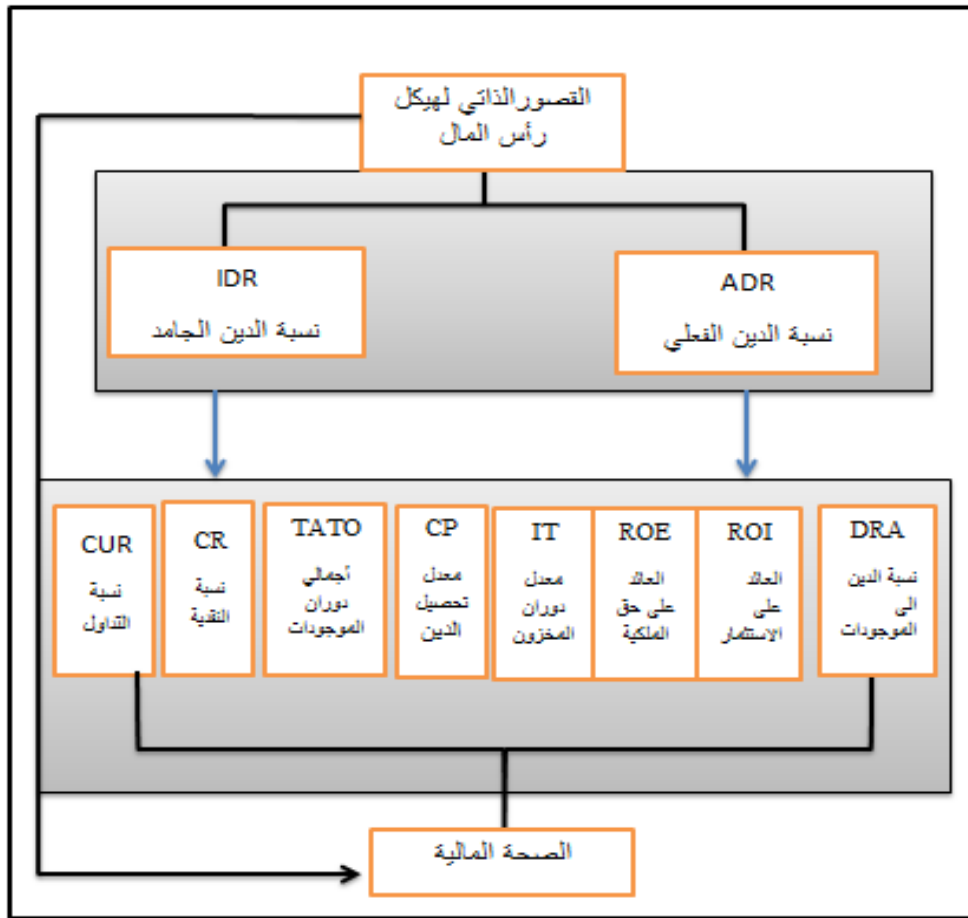 القصورالذاتي لهيكل
رأس المال
ADR
نسبة الدين الفعلي
IDR
نسبة الدين الجامد
DRA
نسبة الدين
الى
الموجودات
ROI
العائد
على
الاستثمار
ROE
العائد
على حق
الملكية
IT
معدل
دوران
المخزون
CP
معدل
تحصيل
الدين
TATO
أجمالي
دوران
الموجودات
CR
نسبة
النقدية
CUR
نسبة
التداول
الصحة المالية